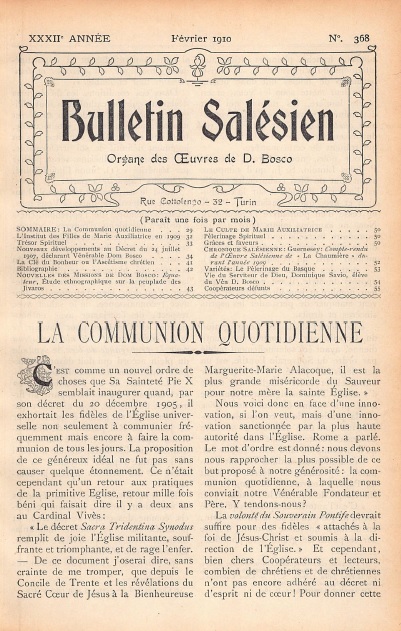 XXXIIᵉ ANNÉE Février 1910 Nº. 368
Bulletin Salésien
Organe des Œuvres de D. Bosco
Rue Cottolengo - 32 - Turin
(Paraît une fois par mois)
SOMMAIRE: La Communion quotidienne . . 29
L'Institut des Filles de Marie Auxiliatrice en 1909 32
Trésor Spirituel . . . . . . . 33
Nouveaux développements au Décret du 24 juillet
1907, déclarant Vénérable Dom Bosco . . . 34
La Clé du Bonheur ou l'Ascétisme chrétien . . 41
Bibliographie . . . . . . . . 42
NOUVELLES DES MISSIONS DE DOM BOSCO: Equa-
teur, Étude ethnographique sur la peuplade des
Jivaros . . . . . . . . . 43
LE CULTE DE MARIE AUXILIATRICE . . . 50
Pèlerinage Spirituel . . . . . . 50
Grâces et faveurs . . . . . . . 50
CHRONIQUE SALÉSIENNE: Guernesey: Compte-rendu
de l'Œuvre Salésienne de « La Chaumière » du-
rant l'année 1909 . . . . . . . 52
Variétés: Le Pèlerinage du Basque . . . 53
Vie du Serviteur de Dieu, Dominique Savio, élève
du Vén D. Bosco . . . . . . . 54
Coopérateurs défunts . . . . . . 55
LA COMMUNION QUOTIDIENNE
C'EST comme un nouvel ordre de
choses que Sa Sainteté Pie X
semblait inaugurer quand, par
son décret du 20 décembre 1905, il
exhortait les fidèles de l'Église univer-
selle non seulement à communier fré-
quemment mais encore à faire la com-
munion de tous les jours. La proposition
de ce généreux idéal ne fut pas sans
causer quelque étonnement. Ce n'était
cependant qu'un retour aux pratiques
de la primitive Eglise, retour mille fois
béni qui faisait dire il y a deux ans
au Cardinal Vivès:
« Le décret Sacra Tridentina Synodus
remplit de joie l'Église militante, souf-
frante et triomphante, et de rage l'enfer.
— De ce document j'oserai dire, sans
crainte de me tromper, que depuis le
Concile de Trente et les révélations du
Sacré Cœur de Jésus à la Bienheureuse
Marguerite-Marie Alacoque, il est la
plus grande miséricorde du Sauveur
pour notre mère la sainte Église. »
Nous voici donc en face d'une inno-
vation, si l'on veut, mais d'une inno-
vation sanctionnée par la plus haute
autorité dans l'Église. Rome a parlé.
Le mot d'ordre est donné: nous devons
nous rapprocher le plus possible de ce
but proposé à notre générosité: la com-
munion quotidienne, à laquelle nous
conviait notre Vénérable Fondateur et
Père. Y tendons-nous?
La volonté du Souverain Pontife devrait
suffire pour des fidèles « attachés à la
foi de Jésus-Christ et soumis à la di-
rection de l'Église. » Et cependant,
bien chers Coopérateurs et lecteurs,
combien de chrétiens et de chrétiennes
n'ont pas encore adhéré au decret ni
d'esprit ni de cœur! Pour donner cette